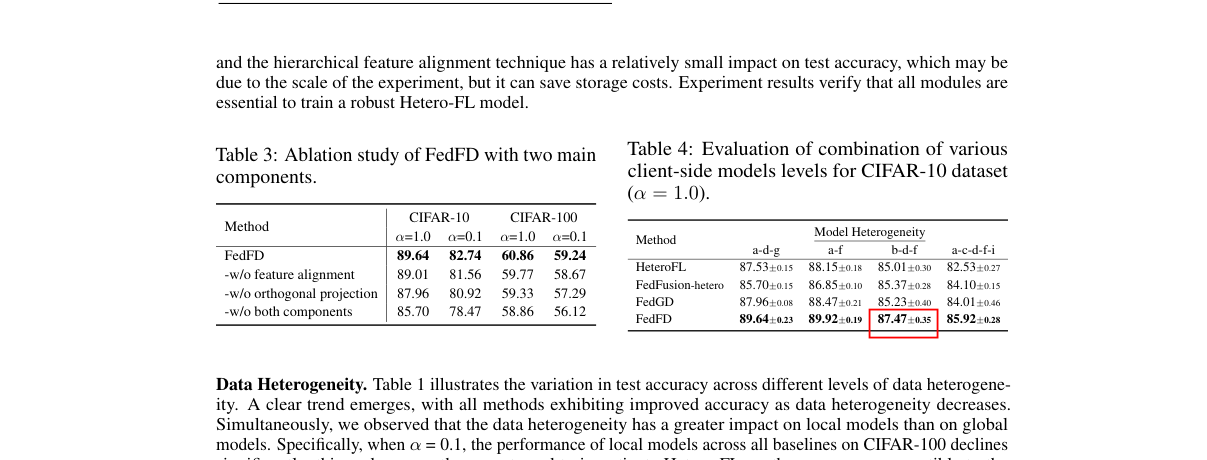 and the hierarchical feature alignment technique has a relatively small impact on test accuracy, which may be
due to the scale of the experiment, but it can save storage costs. Experiment results verify that all modules are
essential to train a robust Hetero-FL model.
Table 3: Ablation study of FedFD with two main
components.
Method CIFAR-10 CIFAR-100
α=1.0 α=0.1 α=1.0 α=0.1
FedFD 89.64 82.74 60.86 59.24
-w/o feature alignment 89.01 81.56 59.77 58.67
-w/o orthogonal projection 87.96 80.92 59.33 57.29
-w/o both components 85.70 78.47 58.86 56.12
Table 4: Evaluation of combination of various
client-side models levels for CIFAR-10 dataset
(α = 1.0).
Method Model Heterogeneity
a-d-g a-f b-d-f a-c-d-f-i
HeteroFL 87.53±0.15 88.15±0.18 85.01±0.30 82.53±0.27
FedFusion-hetero 85.70±0.15 86.85±0.10 85.37±0.28 84.10±0.15
FedGD 87.96±0.08 88.47±0.21 85.23±0.40 84.01±0.46
FedFD 89.64±0.23 89.92±0.19 87.47±0.35 85.92±0.28
Data Heterogeneity. Table 1 illustrates the variation in test accuracy across different levels of data heterogene-
ity. A clear trend emerges, with all methods exhibiting improved accuracy as data heterogeneity decreases.
Simultaneously, we observed that the data heterogeneity has a greater impact on local models than on global
models. Specifically, when α = 0.1, the performance of local models across all baselines on CIFAR-100 declines